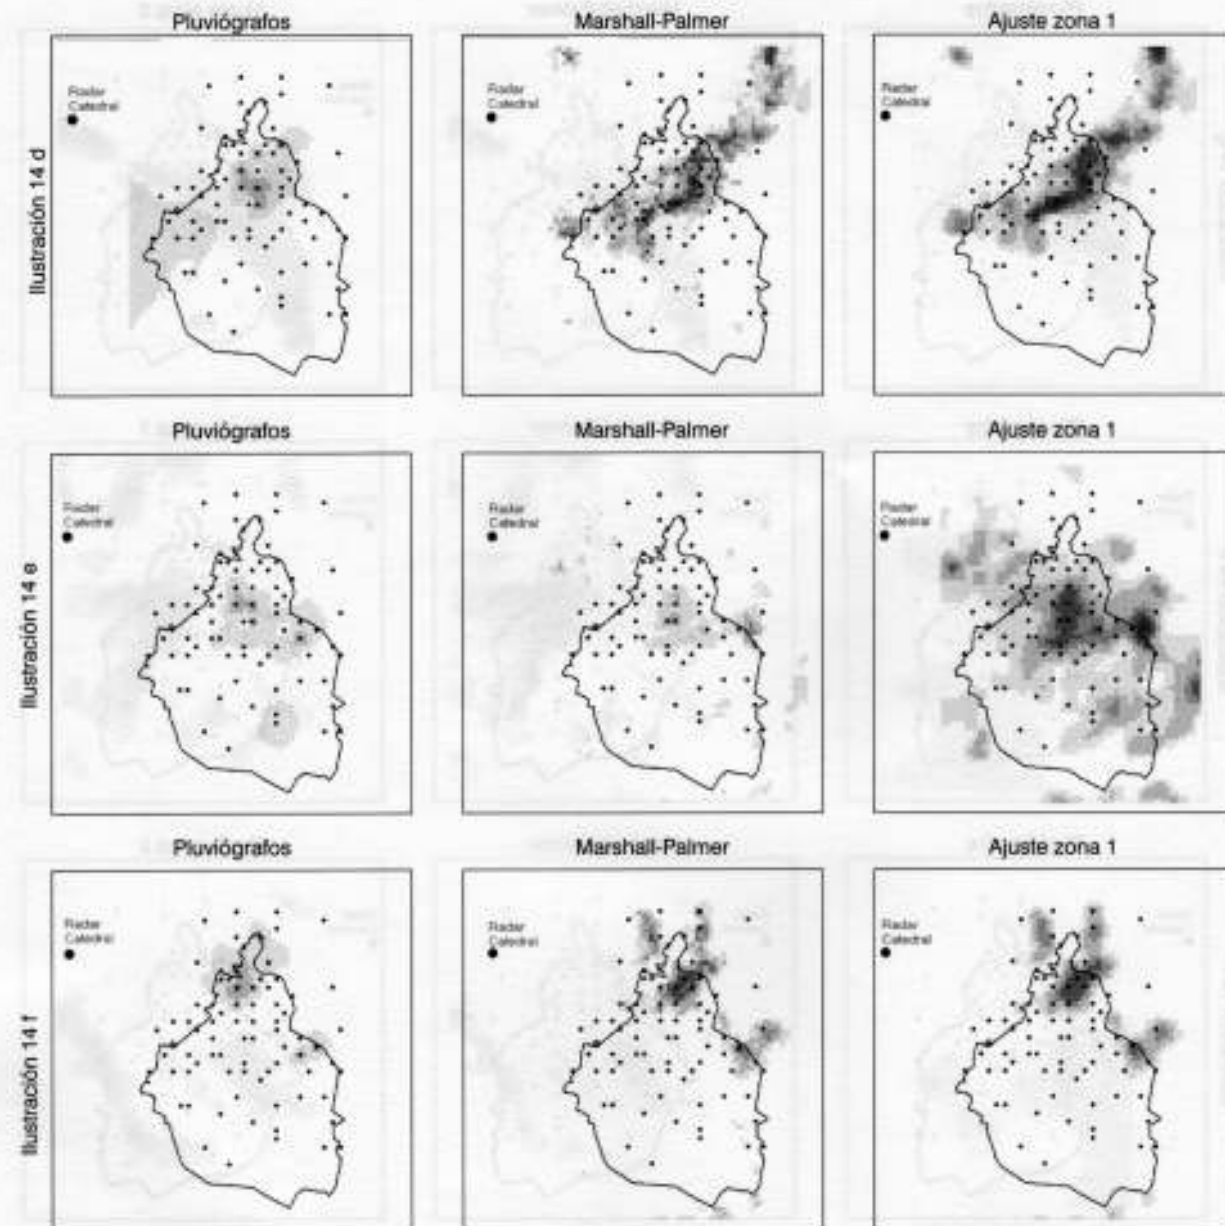 Pluviógrafos
Marshall-Palmer
Ajuste zona 1
Ilustración 14 d
Radar
Catedral
Radar
Catedral
Radar
Catedral
Pluviógrafos
Marshall-Palmer
Ajuste zona 1
Ilustración 14 e
Radar
Catedral
Radar
Catedral
Radar
Catedral
Pluviógrafos
Marshall-Palmer
Ajuste zona 1
Ilustración 14 f
Radar
Catedral
Radar
Catedral
Radar
Catedral